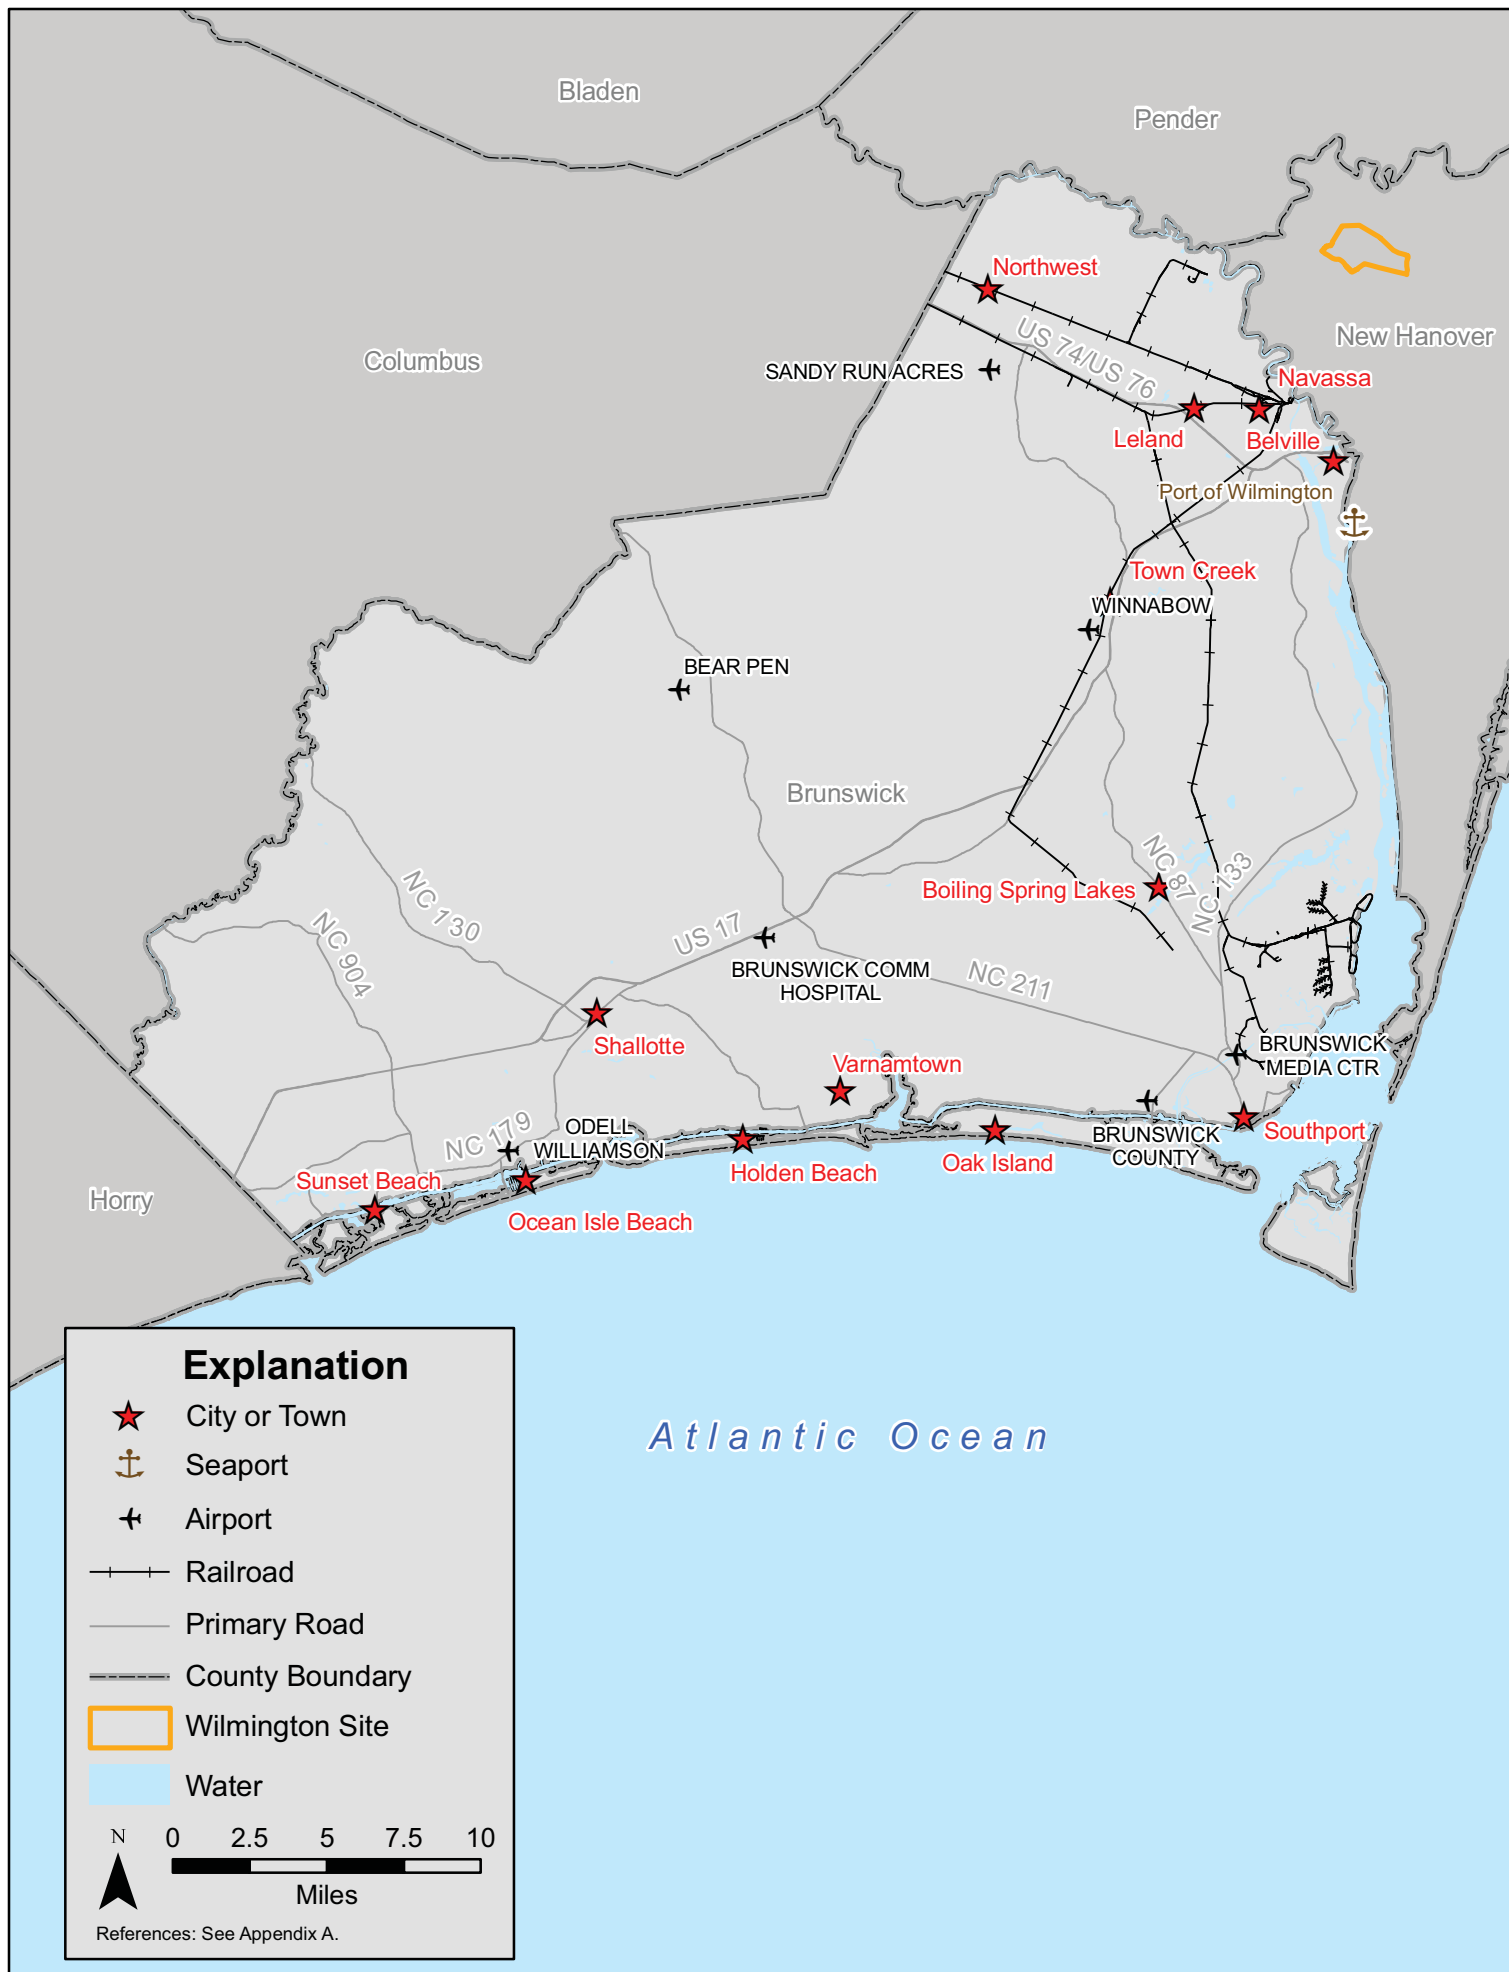 Bladen
Pender
Northwest
New Hanover
US 74/US 76
Columbus
SANDY RUN ACRES
Navassa
Leland
Belville
Port of Wilmington
Town Creek
WINNABOW
BEAR PEN
Brunswick
NC 87
NC 133
Boiling Spring Lakes
NC 130
NC 904
US 17
BRUNSWICK COMM
HOSPITAL
NC 211
Shallotte
BRUNSWICK
MEDIA CTR
Varnamtown
NC 179
ODELL
WILLIAMSON
BRUNSWICK
COUNTY
Southport
Holden Beach
Oak Island
Sunset Beach
Horry
Ocean Isle Beach
Atlantic Ocean
Explanation
City or Town
Seaport
Airport
Railroad
Primary Road
County Boundary
Wilmington Site
Water
N
0 2.5 5 7.5 10
Miles
References: See Appendix A.